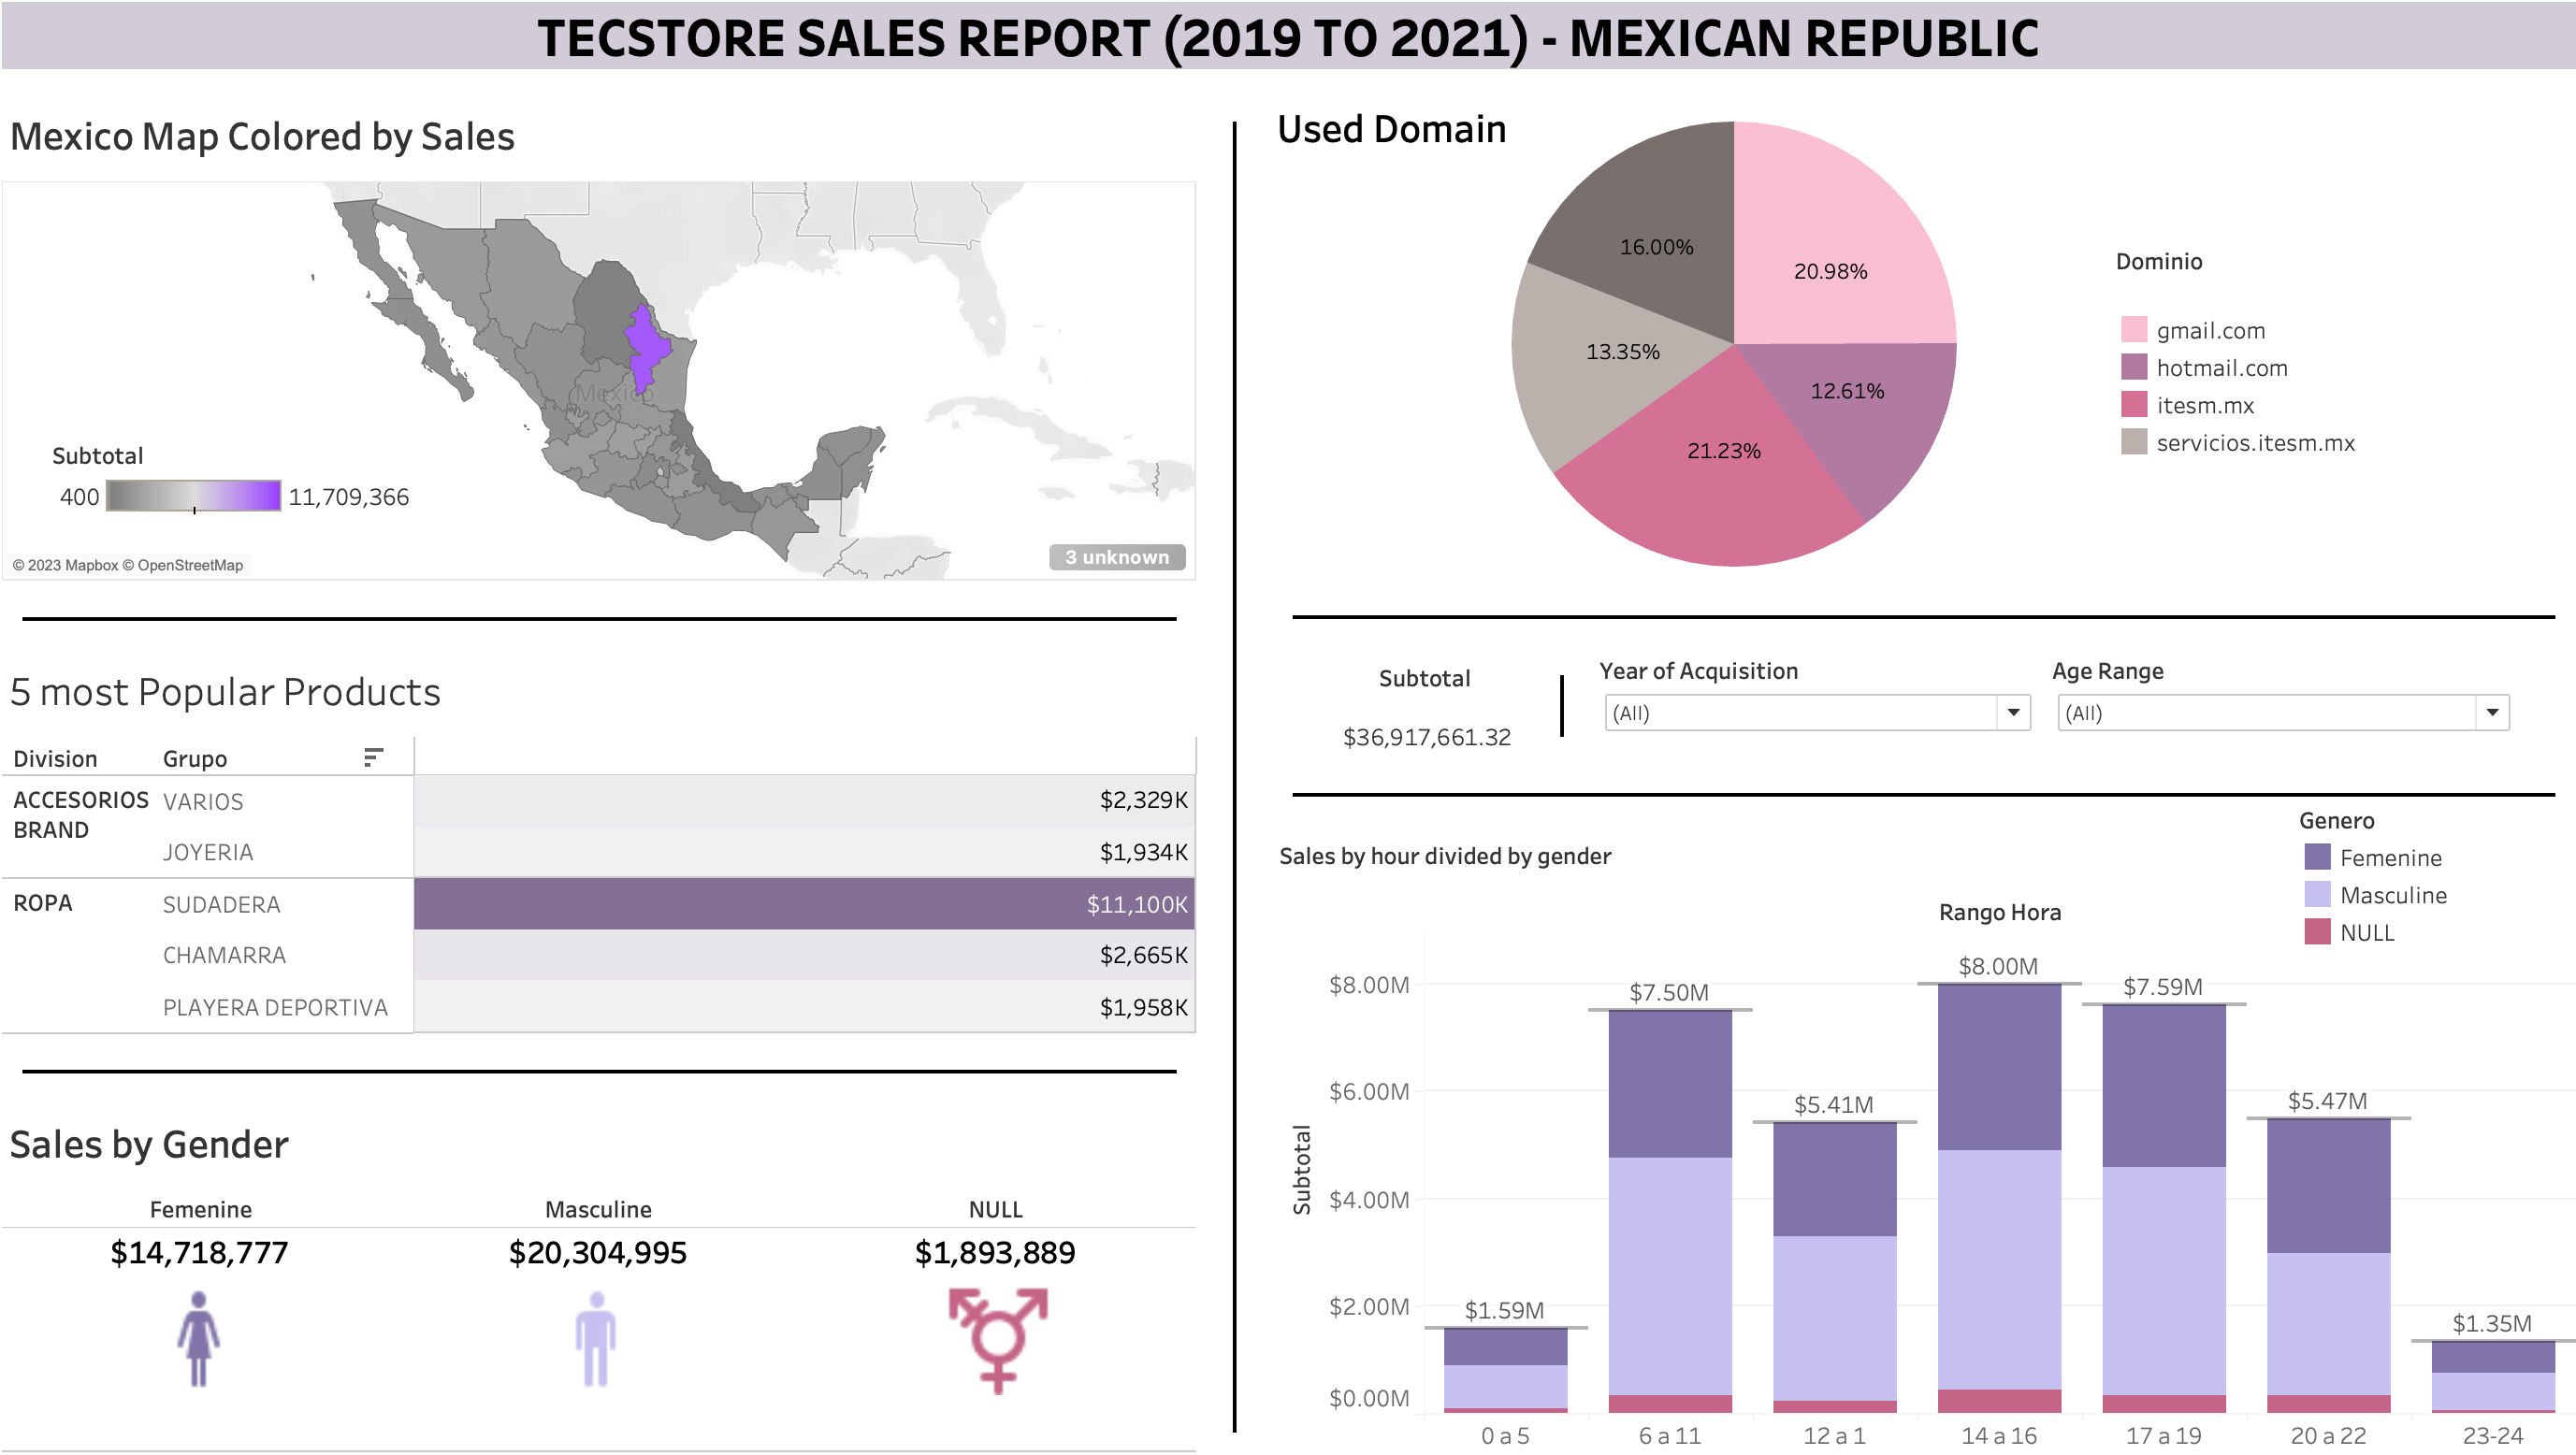 TECSTORE SALES REPORT (2019 TO 2021) - MEXICAN REPUBLIC
Mexico Map Colored by Sales
Mexico
Subtotal
400 11,709,366
© 2023 Mapbox © OpenStreetMap
3 unknown
5 most Popular Products
Division Grupo
ACCESORIOS BRAND VARIOS $2,329K
JOYERIA $1,934K
ROPA SUDADERA $11,100K
CHAMARRA $2,665K
PLAYERA DEPORTIVA $1,958K
Sales by Gender
Femenine Masculine NULL
$14,718,777 $20,304,995 $1,893,889
Used Domain
16.00%
20.98%
13.35%
12.61%
21.23%
Dominio
gmail.com
hotmail.com
itesm.mx
servicios.itesm.mx
Subtotal
$36,917,661.32
Year of Acquisition
(All)
Age Range
(All)
Sales by hour divided by gender
Genero
Femenine
Masculine
NULL
Rango Hora
Subtotal
$8.00M
$6.00M
$4.00M
$2.00M
$0.00M
$1.59M
$7.50M
$5.41M
$8.00M
$7.59M
$5.47M
$1.35M
0 a 5 6 a 11 12 a 1 14 a 16 17 a 19 20 a 22 23-24